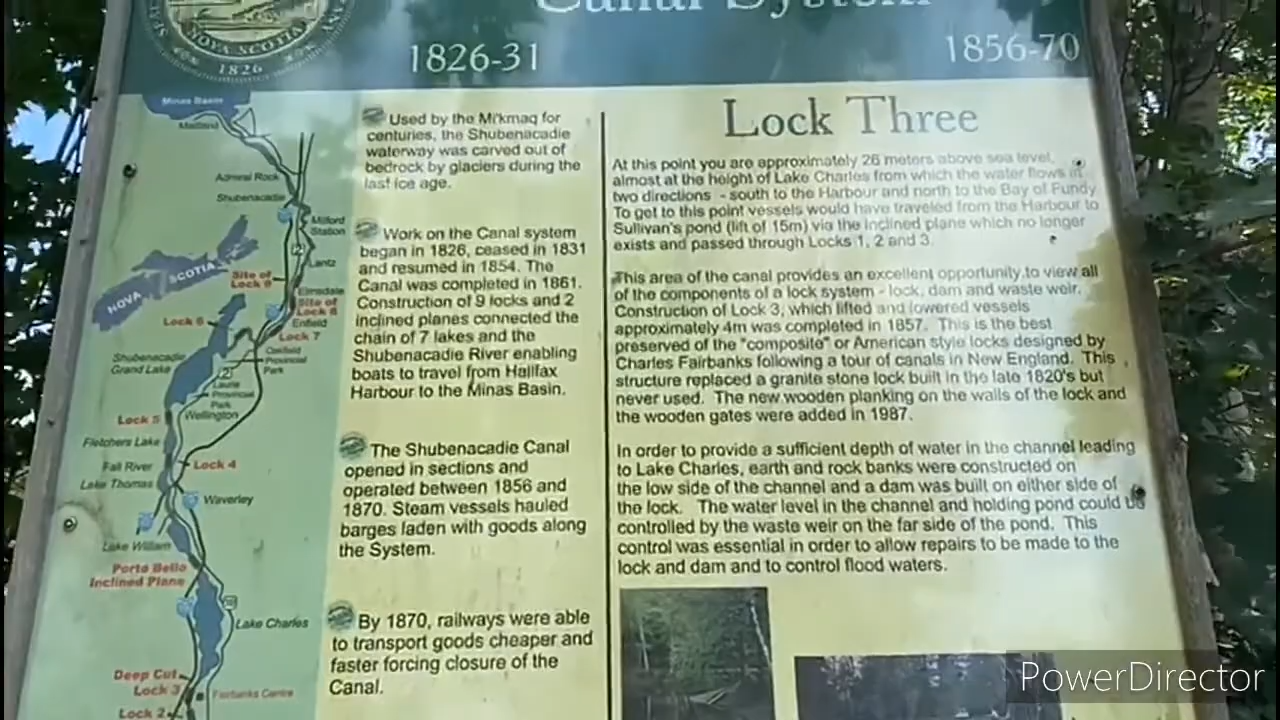 Canal System
NOVA SCOTIA
1826
1826-31
1856-70
Minas Basin
Maitland
Admiral Rock
Shubenacadie
Milford
Station
Lantz
NOVA SCOTIA
Site of
Lock 9
Elmsdale
Site of
Lock 8
Enfield
Lock 6
Lock 7
Oakfield
Provincial
Park
Shubenacadie
Grand Lake
Laurie
Provincial
Park
Lock 5
Wellington
Fletchers Lake
Fall River
Lock 4
Lake Thomas
Waverley
Lake William
Porto Bello
Inclined Plane
Lake Charles
Deep Cut
Lock 3
Fairbanks Centre
Lock 2
Used by the Mi'kmaq for
centuries, the Shubenacadie
waterway was carved out of
bedrock by glaciers during the
last ice age.
Work on the Canal system
began in 1826, ceased in 1831
and resumed in 1854. The
Canal was completed in 1861.
Construction of 9 locks and 2
inclined planes connected the
chain of 7 lakes and the
Shubenacadie River enabling
boats to travel from Halifax
Harbour to the Minas Basin.
The Shubenacadie Canal
opened in sections and
operated between 1856 and
1870. Steam vessels hauled
barges laden with goods along
the System.
By 1870, railways were able
to transport goods cheaper and
faster forcing closure of the
Canal.
Lock Three
At this point you are approximately 26 meters above sea level,
almost at the height of Lake Charles from which the water flows in
two directions - south to the Harbour and north to the Bay of Fundy
To get to this point vessels would have traveled from the Harbour to
Sullivan's pond (lift of 15m) via the inclined plane which no longer
exists and passed through Locks 1, 2 and 3.
This area of the canal provides an excellent opportunity to view all
of the components of a lock system - lock, dam and waste weir.
Construction of Lock 3, which lifted and lowered vessels
approximately 4m was completed in 1857. This is the best
preserved of the "composite" or American style locks designed by
Charles Fairbanks following a tour of canals in New England. This
structure replaced a granite stone lock built in the late 1820's but
never used. The new wooden planking on the walls of the lock and
the wooden gates were added in 1987.
In order to provide a sufficient depth of water in the channel leading
to Lake Charles, earth and rock banks were constructed on
the low side of the channel and a dam was built on either side of
the lock. The water level in the channel and holding pond could be
controlled by the waste weir on the far side of the pond. This
control was essential in order to allow repairs to be made to the
lock and dam and to control flood waters.
PowerDirector